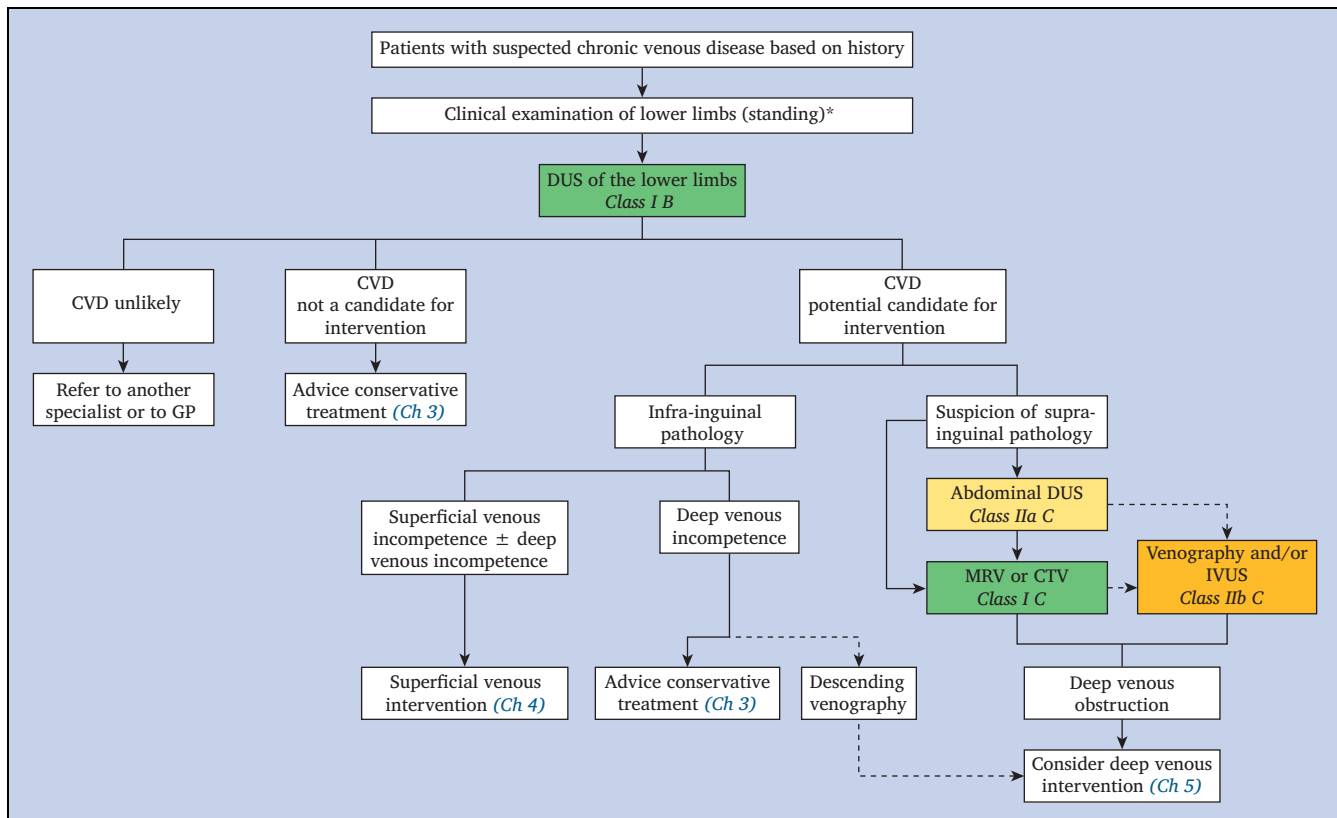 Patients with suspected chronic venous disease based on history
Clinical examination of lower limbs (standing)*
DUS of the lower limbs
Class I B
CVD unlikely
CVD
not a candidate for
intervention
CVD
potential candidate for
intervention
Refer to another
specialist or to GP
Advice conservative
treatment (Ch 3)
Infra-inguinal
pathology
Suspicion of supra-
inguinal pathology
Superficial venous
incompetence ± deep
venous incompetence
Deep venous
incompetence
Abdominal DUS
Class IIa C
Venography and/or
IVUS
Class IIb C
MRV or CTV
Class I C
Superficial venous
intervention (Ch 4)
Advice conservative
treatment (Ch 3)
Descending
venography
Deep venous
obstruction
Consider deep venous
intervention (Ch 5)